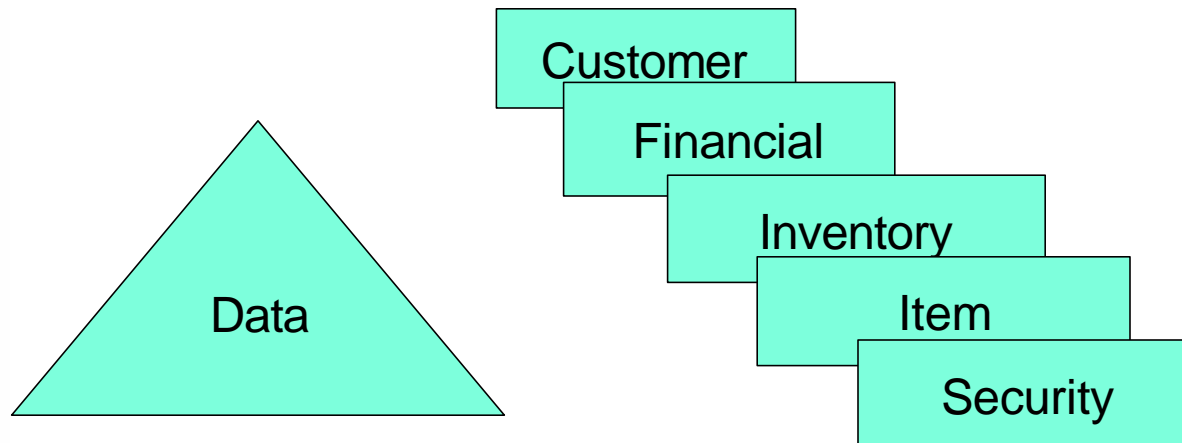 Customer
Financial
Inventory
Item
Security
Data